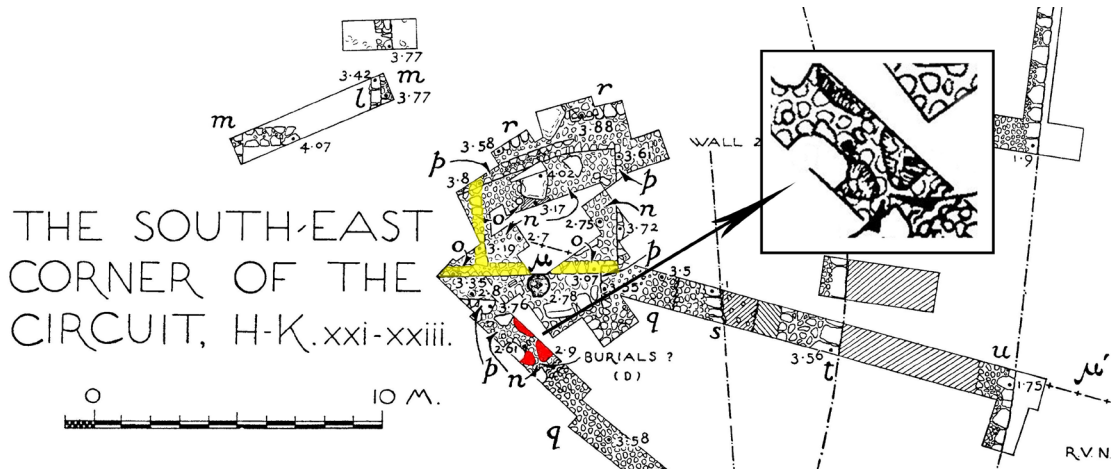 3.77
3.42
m
l
3.77
m
4.07
r
r
3.88
3.58
WALL 2
p
3.61
3.8
4.02
1.9
p
THE SOUTH-EAST
CORNER OF THE
CIRCUIT, H-K. xxi-xxiii.
3.17
n
o
n
2.75
3.72
2.7
3.19
o
o
p
μ
3.35
3.97
3.5
2.8
3.76
2.78
q
s
2.61
2.9
BURIALS ?
(D)
3.56
t
u
1.75
μ'
p
n
0
10 M.
q
3.58
R.V.N.